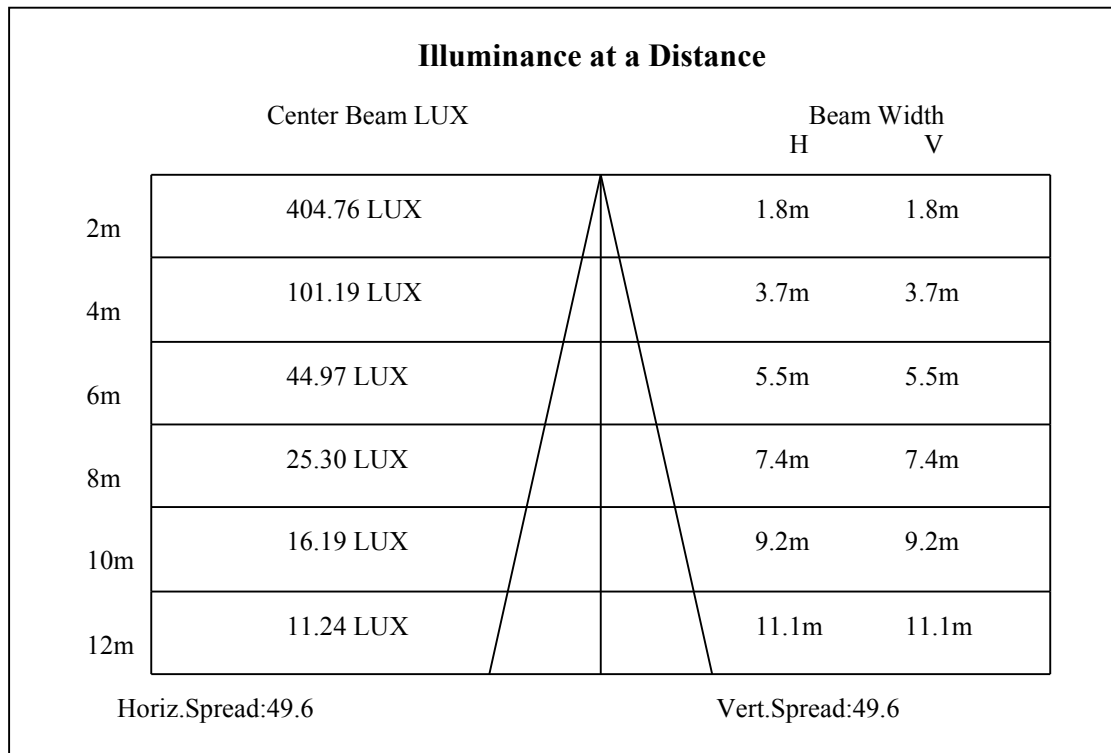 Illuminance at a Distance
Center Beam LUX Beam Width
H V
2m 404.76 LUX 1.8m 1.8m
4m 101.19 LUX 3.7m 3.7m
6m 44.97 LUX 5.5m 5.5m
8m 25.30 LUX 7.4m 7.4m
10m 16.19 LUX 9.2m 9.2m
12m 11.24 LUX 11.1m 11.1m
Horiz.Spread:49.6 Vert.Spread:49.6